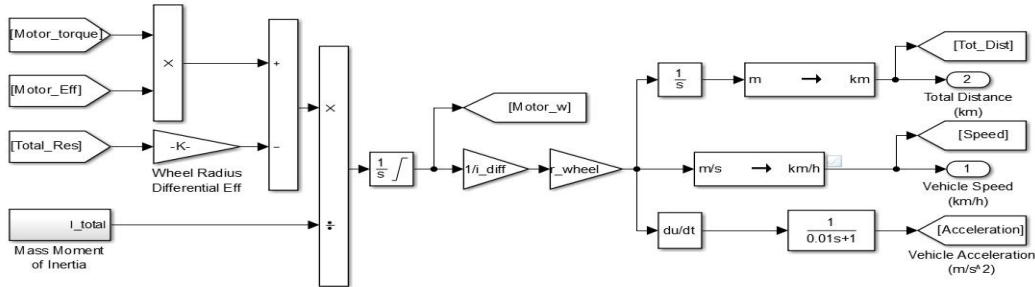 [Motor_torque]
[Motor_Eff]
[Total_Res]
X
-K-
Wheel Radius
Differential Eff
I_total
Mass Moment
of Inertia
+
−
X
÷
1
s
[Motor_w]
1/i_diff
r_wheel
1
s
m → km
[Tot_Dist]
2
Total Distance
(km)
m/s → km/h
[Speed]
1
Vehicle Speed
(km/h)
du/dt
1
0.01s+1
[Acceleration]
Vehicle Acceleration
(m/s^2)